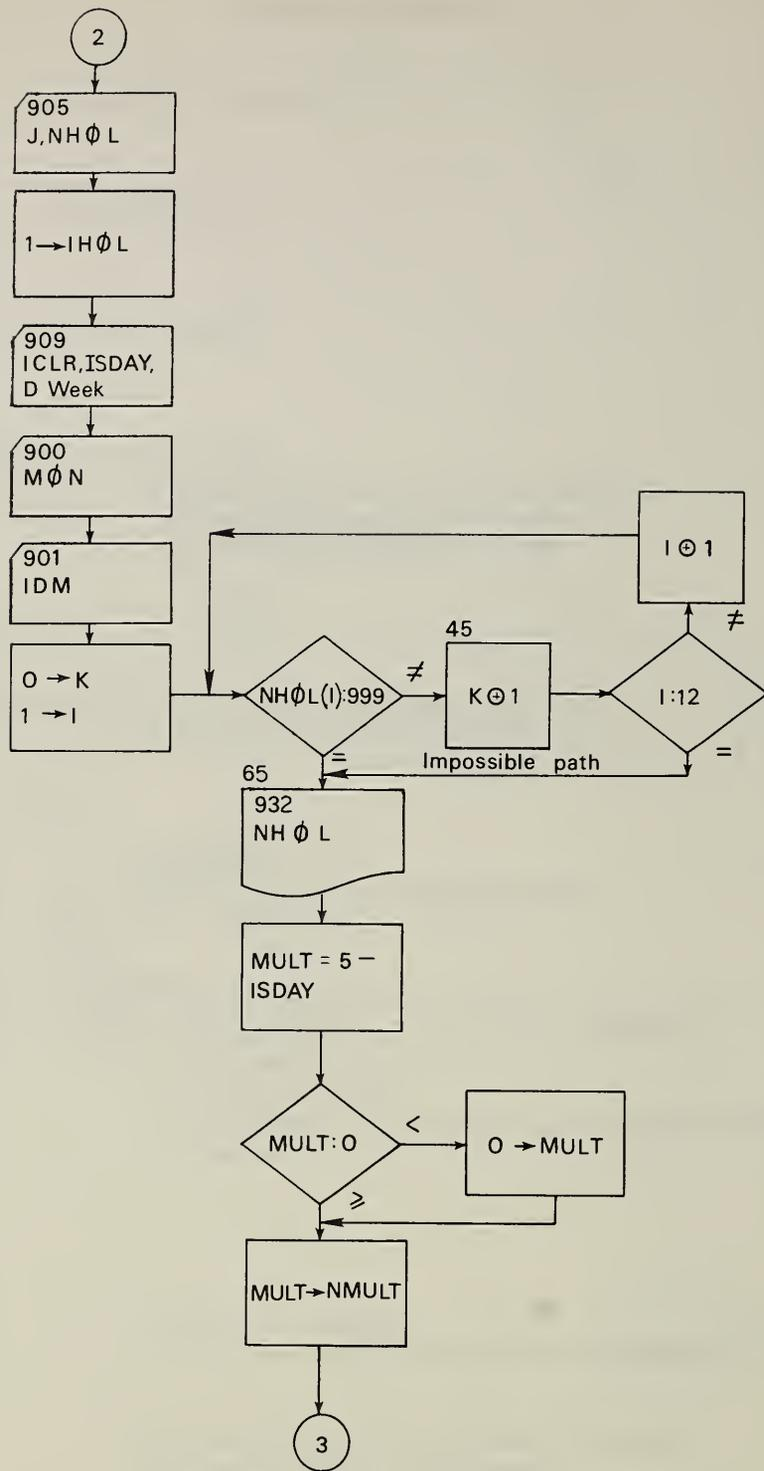 2
905
J,NHØL
1→IHØL
909
ICLR,ISDAY,
D Week
900
MØN
901
IDM
0 → K
1 → I
NHØL(I):999
≠
=
45
K⊕1
I:12
≠
=
I⊕1
Impossible path
65
932
NHØL
MULT = 5 –
ISDAY
MULT:0
<
≥
0 → MULT
MULT→NMULT
3